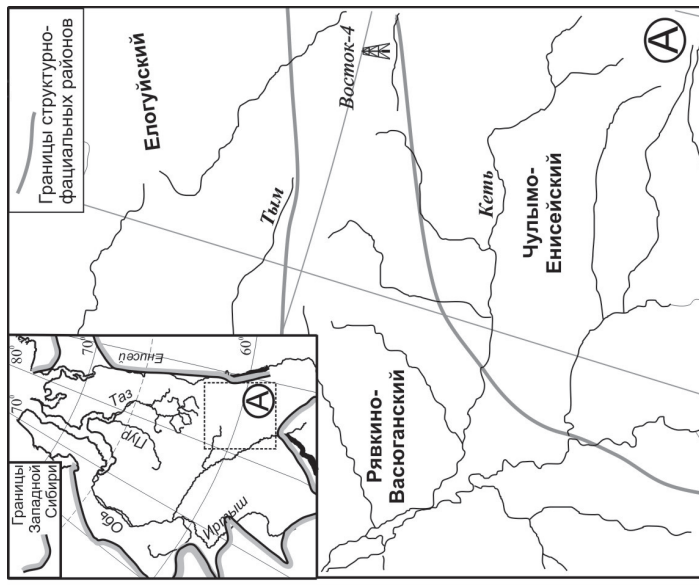 Границы
Западной
Сибири
70°
80°
70°
Обь
Пур
Таз
Енисей
Иртыш
60°
А
Границы структурно-
фациальных районов
Елогуйский
Тым
Восток-4
Рявкино-
Васюганский
Кеть
Чулымо-
Енисейский
А